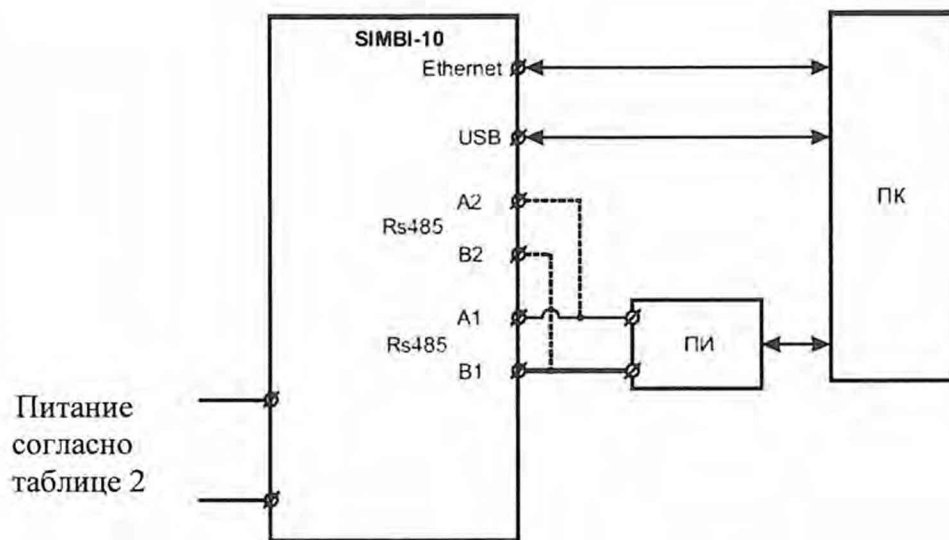 SIMBI-10
Ethernet
USB
A2
Rs485
B2
A1
Rs485
B1
ПИ
ПК
Питание
согласно
таблице 2